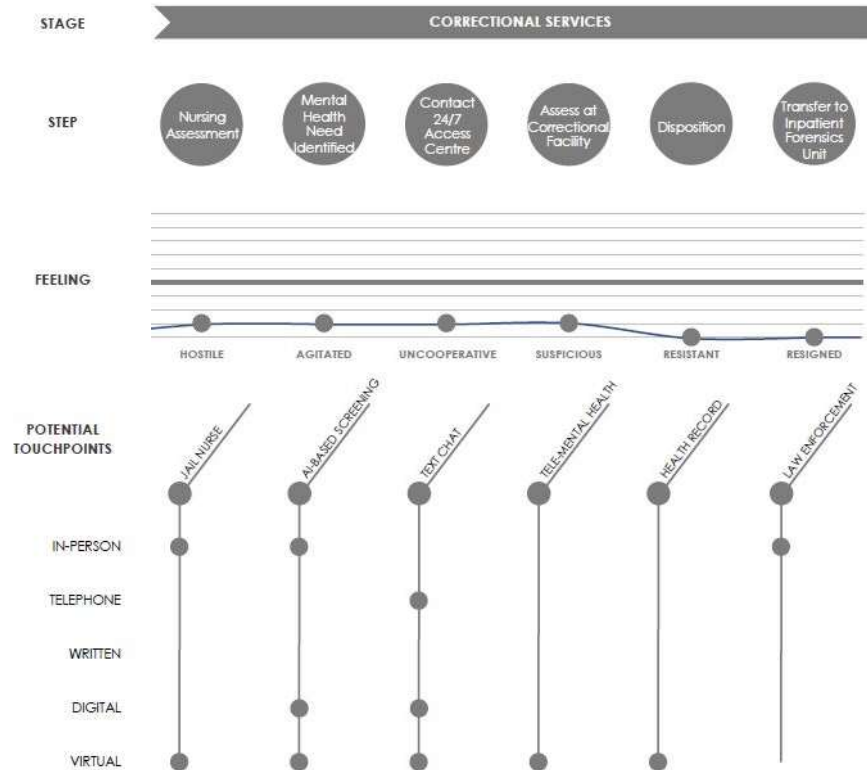 STAGE
CORRECTIONAL SERVICES
STEP
Nursing
Assessment
Mental
Health
Need
Identified
Contact
24/7
Access
Centre
Assess at
Correctional
Facility
Disposition
Transfer to
Inpatient
Forensics
Unit
FEELING
HOSTILE
AGITATED
UNCOOPERATIVE
SUSPICIOUS
RESISTANT
RESIGNED
POTENTIAL
TOUCHPOINTS
JAIL NURSE
AI-BASED SCREENING
TEXT CHAT
TELE-MENTAL HEALTH
HEALTH RECORD
LAW ENFORCEMENT
IN-PERSON
TELEPHONE
WRITTEN
DIGITAL
VIRTUAL